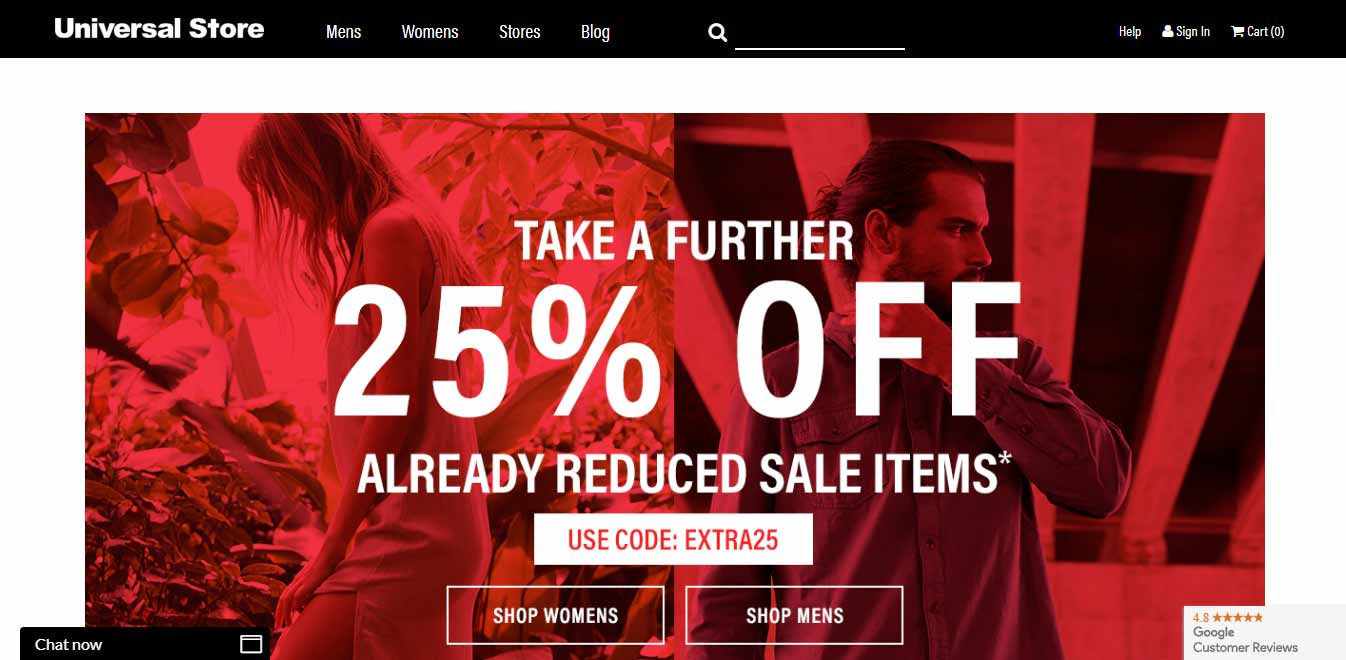 Universal Store
Mens Womens Stores Blog
Help Sign In Cart (0)
TAKE A FURTHER
25% OFF
ALREADY REDUCED SALE ITEMS*
USE CODE: EXTRA25
SHOP WOMENS SHOP MENS
Chat now
4.8
Google
Customer Reviews